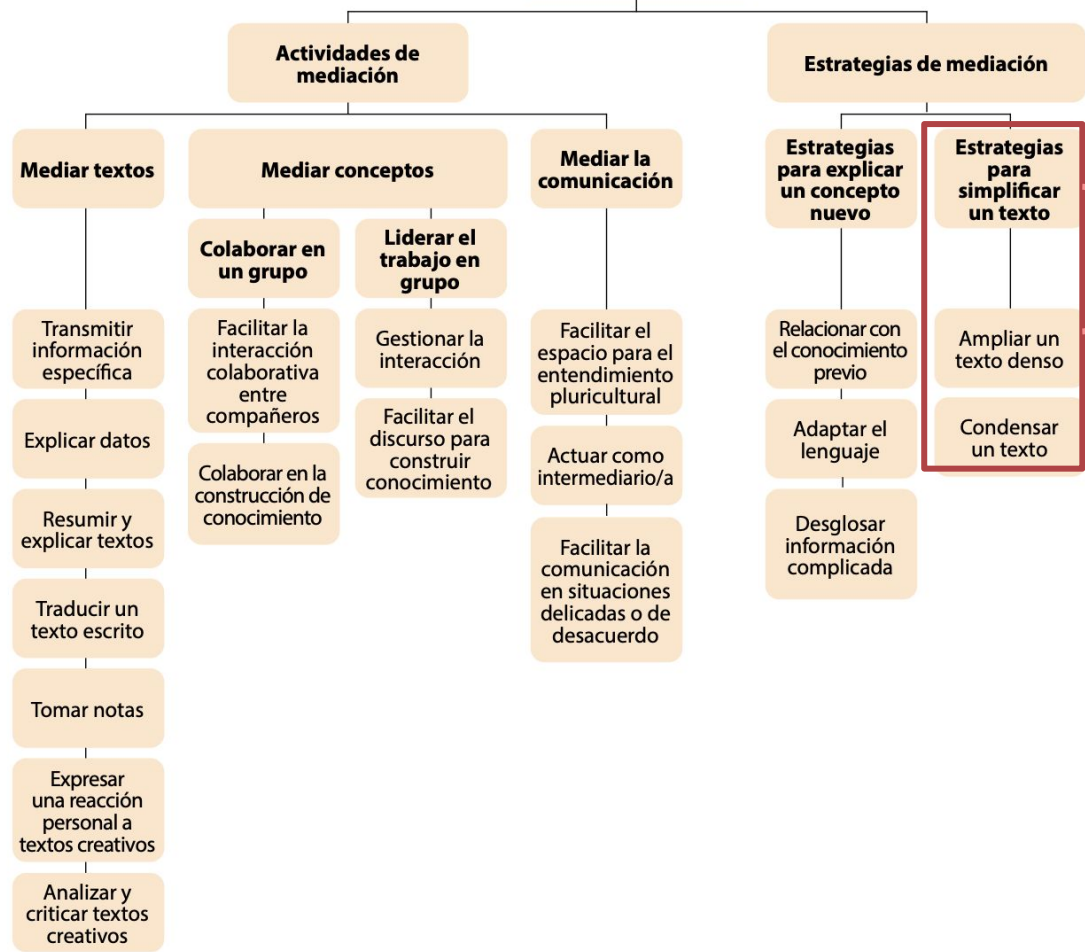 Actividades de
mediación
Estrategias de mediación
Mediar textos
Mediar conceptos
Mediar la
comunicación
Estrategias
para explicar
un concepto
nuevo
Estrategias
para
simplificar
un texto
Colaborar en
un grupo
Liderar el
trabajo en
grupo
Transmitir
información
específica
Explicar datos
Resumir y
explicar textos
Traducir un
texto escrito
Tomar notas
Expresar
una reacción
personal a
textos creativos
Analizar y
criticar textos
creativos
Facilitar la
interacción
colaborativa
entre
compañeros
Colaborar en la
construcción de
conocimiento
Gestionar la
interacción
Facilitar el
discurso para
construir
conocimiento
Facilitar el
espacio para el
entendimiento
pluricultural
Actuar como
intermediario/a
Facilitar la
comunicación
en situaciones
delicadas o de
desacuerdo
Relacionar con
el conocimiento
previo
Adaptar el
lenguaje
Desglosar
información
complicada
Ampliar un
texto denso
Condensar
un texto